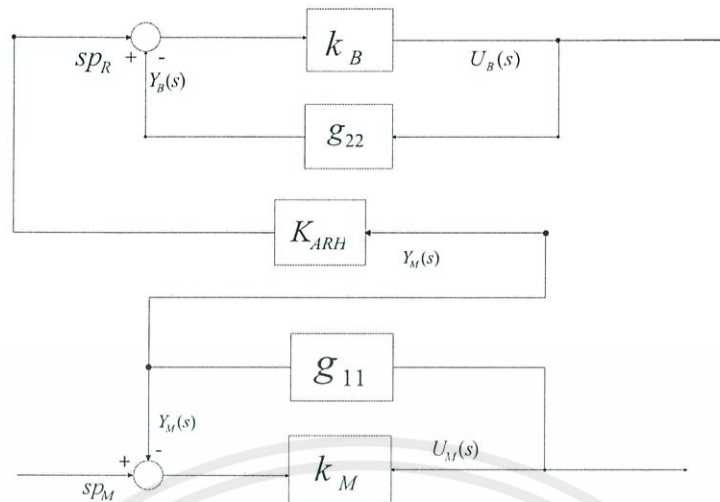 k_B
sp_R + -
U_B(s)
Y_B(s)
g_22
K_ARH
Y_M(s)
g_11
Y_M(s)
+ -
U_M(s)
sp_M
k_M